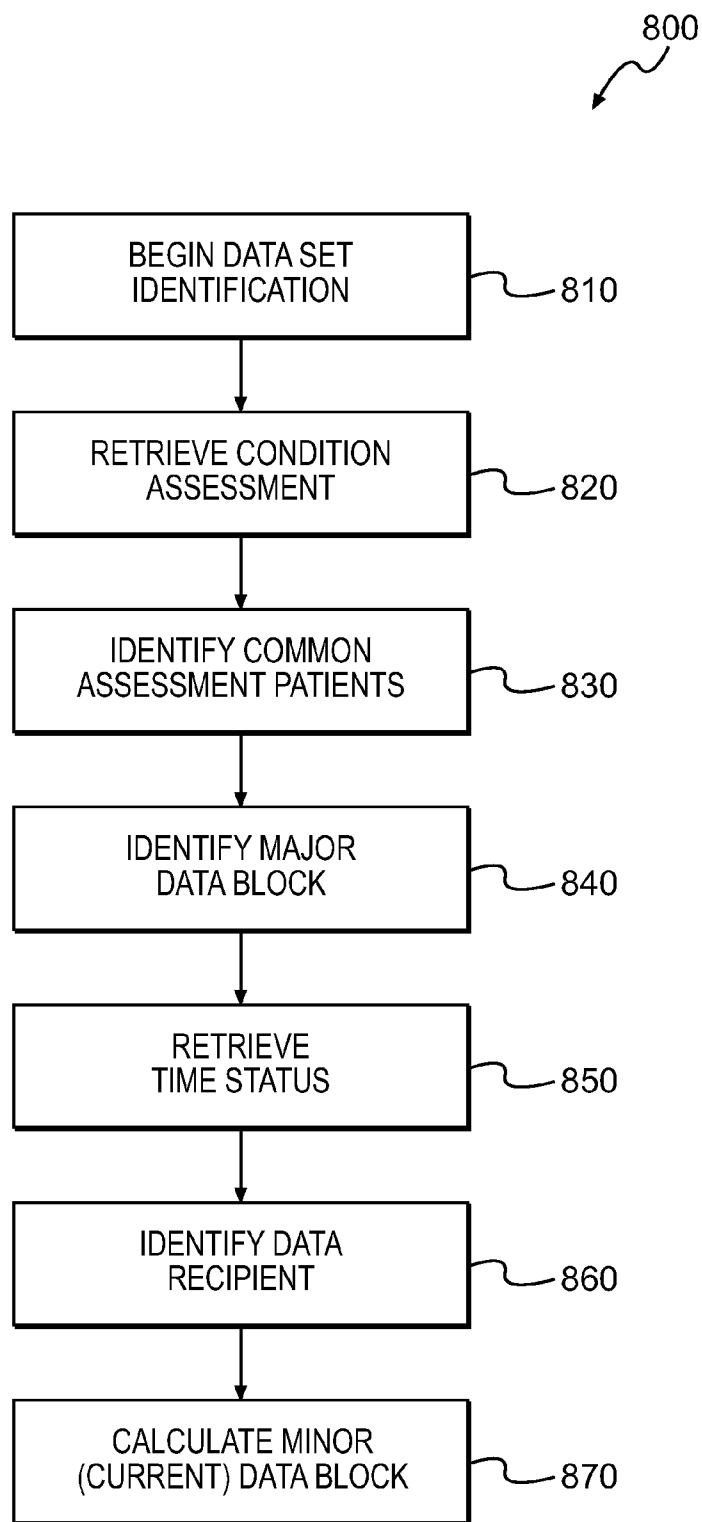 800
BEGIN DATA SET
IDENTIFICATION
810
RETRIEVE CONDITION
ASSESSMENT
820
IDENTIFY COMMON
ASSESSMENT PATIENTS
830
IDENTIFY MAJOR
DATA BLOCK
840
RETRIEVE
TIME STATUS
850
IDENTIFY DATA
RECIPIENT
860
CALCULATE MINOR
(CURRENT) DATA BLOCK
870